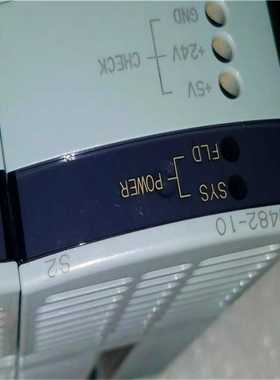 482-10
S2
SYS
FLD
POWER
+5V
+24V
GND
CHECK